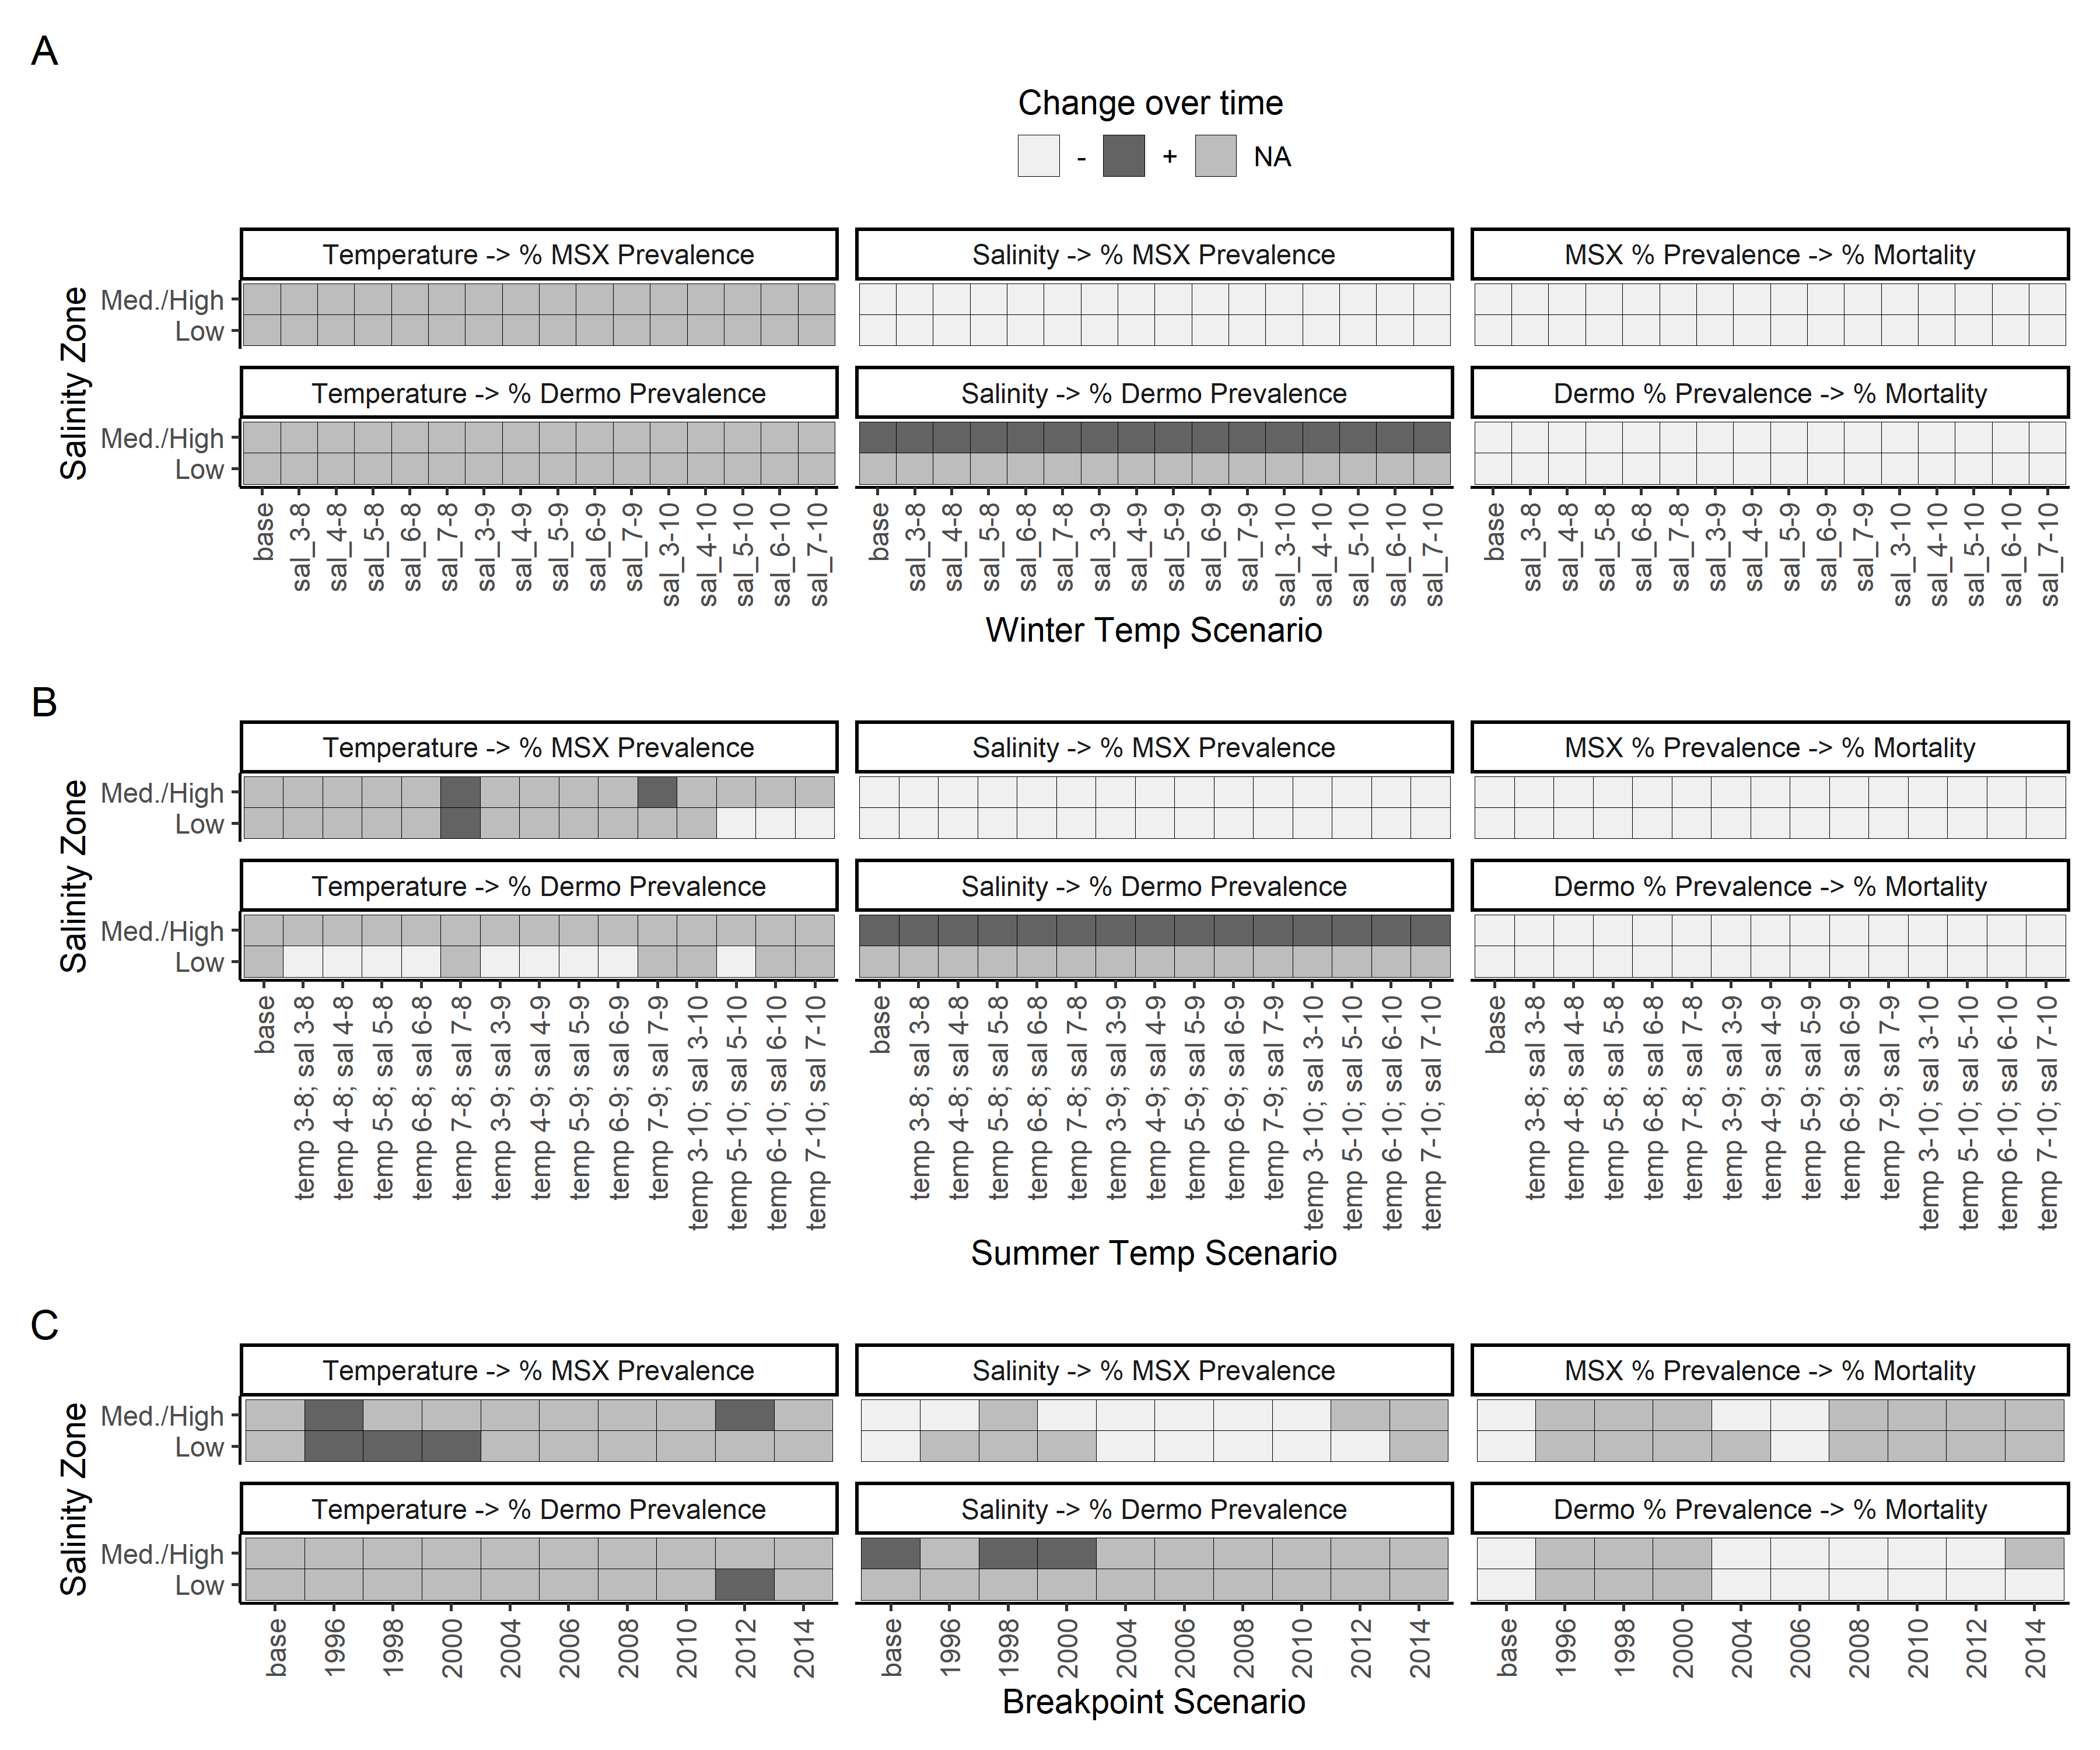 A
Change over time
- + NA
Temperature -> % MSX Prevalence Salinity -> % MSX Prevalence MSX % Prevalence -> % Mortality
Med./High
Low
Temperature -> % Dermo Prevalence Salinity -> % Dermo Prevalence Dermo % Prevalence -> % Mortality
Med./High
Low
Salinity Zone
base sal_3-8 sal_4-8 sal_5-8 sal_6-8 sal_7-8 sal_3-9 sal_4-9 sal_5-9 sal_6-9 sal_7-9 sal_3-10 sal_4-10 sal_5-10 sal_6-10 sal_7-10 base sal_3-8 sal_4-8 sal_5-8 sal_6-8 sal_7-8 sal_3-9 sal_4-9 sal_5-9 sal_6-9 sal_7-9 sal_3-10 sal_4-10 sal_5-10 sal_6-10 sal_7-10 base sal_3-8 sal_4-8 sal_5-8 sal_6-8 sal_7-8 sal_3-9 sal_4-9 sal_5-9 sal_6-9 sal_7-9 sal_3-10 sal_4-10 sal_5-10 sal_6-10 sal_7-10
Winter Temp Scenario
B
Temperature -> % MSX Prevalence Salinity -> % MSX Prevalence MSX % Prevalence -> % Mortality
Med./High
Low
Temperature -> % Dermo Prevalence Salinity -> % Dermo Prevalence Dermo % Prevalence -> % Mortality
Med./High
Low
Salinity Zone
base temp 3-8; sal 3-8 temp 4-8; sal 4-8 temp 5-8; sal 5-8 temp 6-8; sal 6-8 temp 7-8; sal 7-8 temp 3-9; sal 3-9 temp 4-9; sal 4-9 temp 5-9; sal 5-9 temp 6-9; sal 6-9 temp 7-9; sal 7-9 temp 3-10; sal 3-10 temp 5-10; sal 5-10 temp 6-10; sal 6-10 temp 7-10; sal 7-10 base temp 3-8; sal 3-8 temp 4-8; sal 4-8 temp 5-8; sal 5-8 temp 6-8; sal 6-8 temp 7-8; sal 7-8 temp 3-9; sal 3-9 temp 4-9; sal 4-9 temp 5-9; sal 5-9 temp 6-9; sal 6-9 temp 7-9; sal 7-9 temp 3-10; sal 3-10 temp 5-10; sal 5-10 temp 6-10; sal 6-10 temp 7-10; sal 7-10 base temp 3-8; sal 3-8 temp 4-8; sal 4-8 temp 5-8; sal 5-8 temp 6-8; sal 6-8 temp 7-8; sal 7-8 temp 3-9; sal 3-9 temp 4-9; sal 4-9 temp 5-9; sal 5-9 temp 6-9; sal 6-9 temp 7-9; sal 7-9 temp 3-10; sal 3-10 temp 5-10; sal 5-10 temp 6-10; sal 6-10 temp 7-10; sal 7-10
Summer Temp Scenario
C
Temperature -> % MSX Prevalence Salinity -> % MSX Prevalence MSX % Prevalence -> % Mortality
Med./High
Low
Temperature -> % Dermo Prevalence Salinity -> % Dermo Prevalence Dermo % Prevalence -> % Mortality
Med./High
Low
Salinity Zone
base 1996 1998 2000 2004 2006 2008 2010 2012 2014 base 1996 1998 2000 2004 2006 2008 2010 2012 2014 base 1996 1998 2000 2004 2006 2008 2010 2012 2014
Breakpoint Scenario